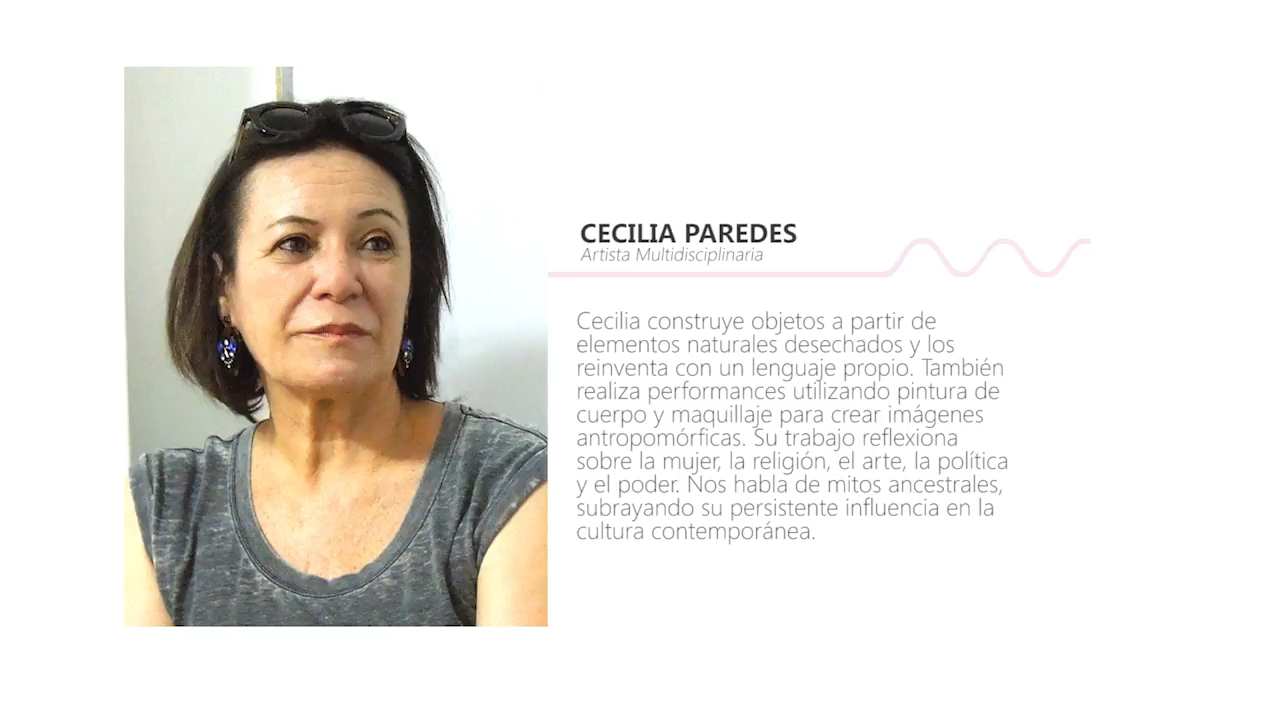 CECILIA PAREDES
Artista Multidisciplinaria
Cecilia construye objetos a partir de
elementos naturales desechados y los
reinventa con un lenguaje propio. También
realiza performances utilizando pintura de
cuerpo y maquillaje para crear imágenes
antropomórficas. Su trabajo reflexiona
sobre la mujer, la religión, el arte, la política
y el poder. Nos habla de mitos ancestrales,
subrayando su persistente influencia en la
cultura contemporánea.